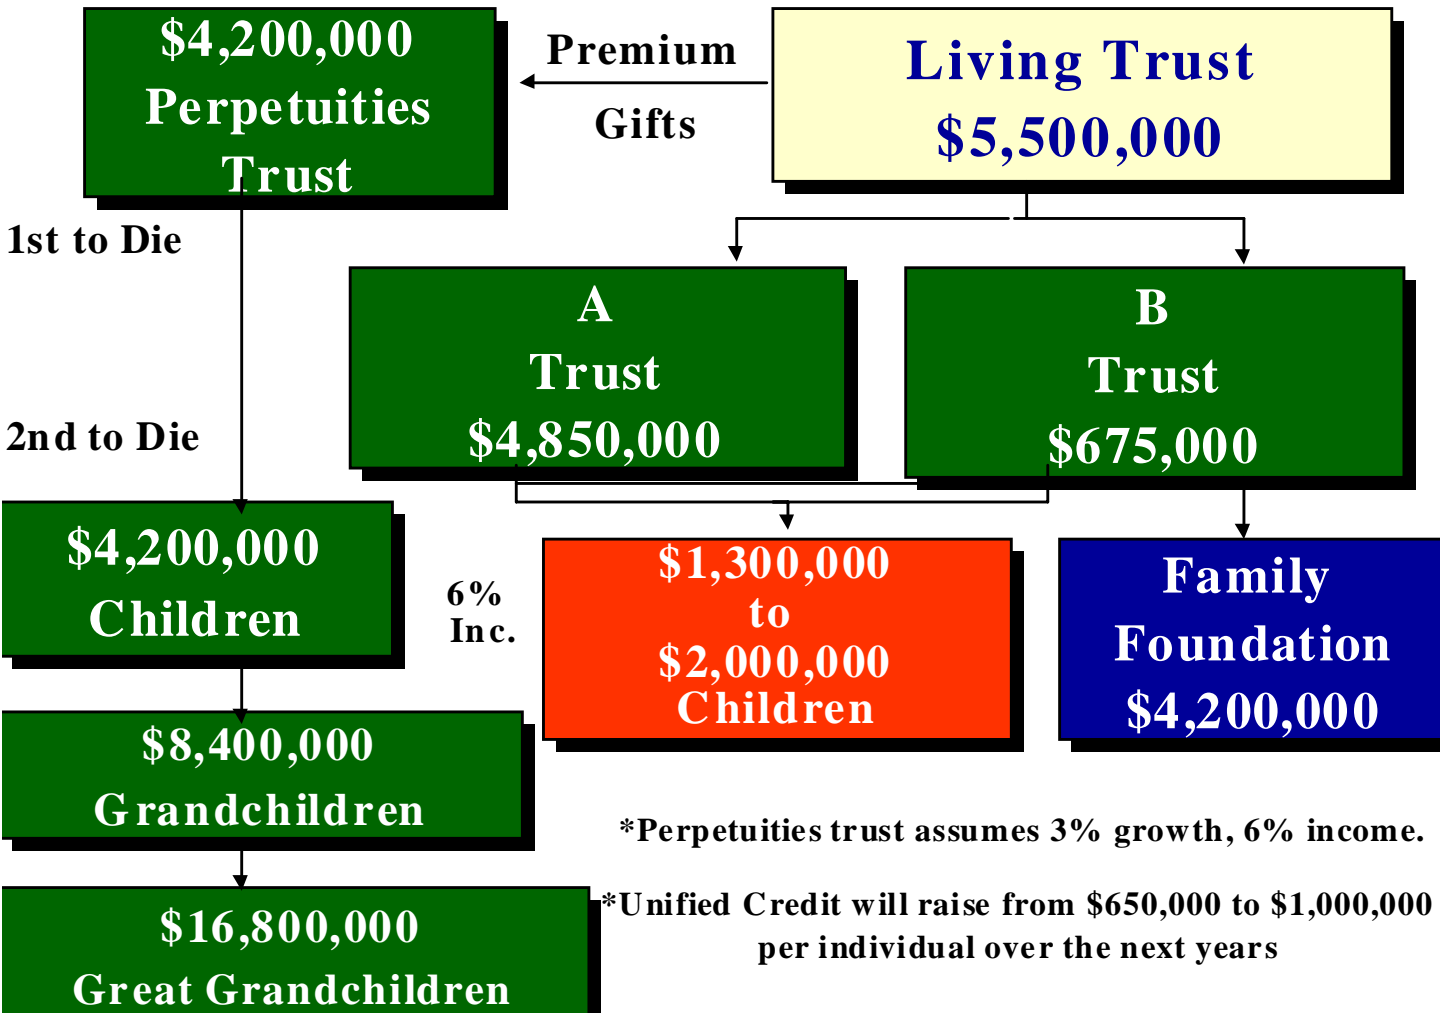 $4,200,000
Perpetuities
Trust
Premium
Gifts
Living Trust
$5,500,000
1st to Die
A
Trust
$4,850,000
B
Trust
$675,000
2nd to Die
$4,200,000
Children
6%
Inc.
$1,300,000
to
$2,000,000
Children
Family
Foundation
$4,200,000
$8,400,000
Grandchildren
*Perpetuities trust assumes 3% growth, 6% income.
$16,800,000
Great Grandchildren
*Unified Credit will raise from $650,000 to $1,000,000
per individual over the next years